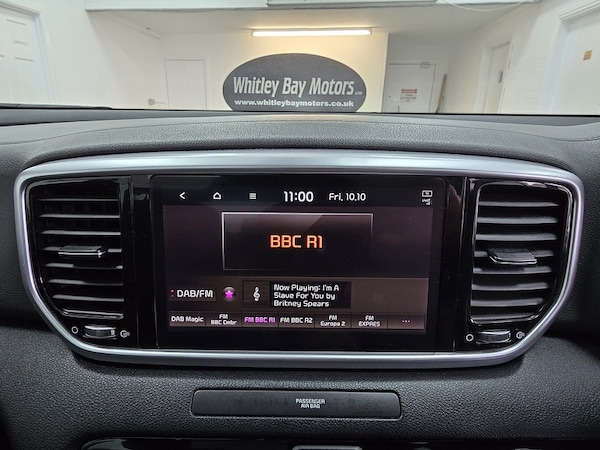 Whitley Bay Motors
www.whitleybaymotors.co.uk
11:00
Fri, 10.10
BBC R1
DAB/FM
Now Playing: I'm A
Slave For You by
Britney Spears
DAB Magic
FM
BBC Cmbr
FM BBC R1
FM BBC R2
FM
Europa 2
FM
EXPRES
PASSENGER
AIR BAG